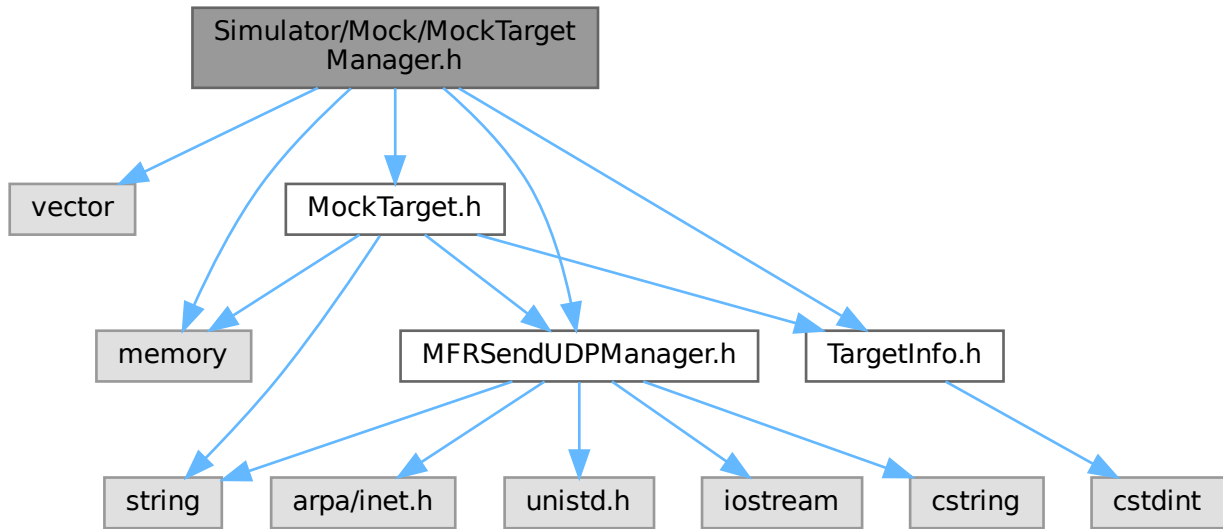 Simulator/Mock/MockTarget
Manager.h
vector
MockTarget.h
memory
MFRSendUDPManager.h
TargetInfo.h
string
arpa/inet.h
unistd.h
iostream
cstring
cstdint